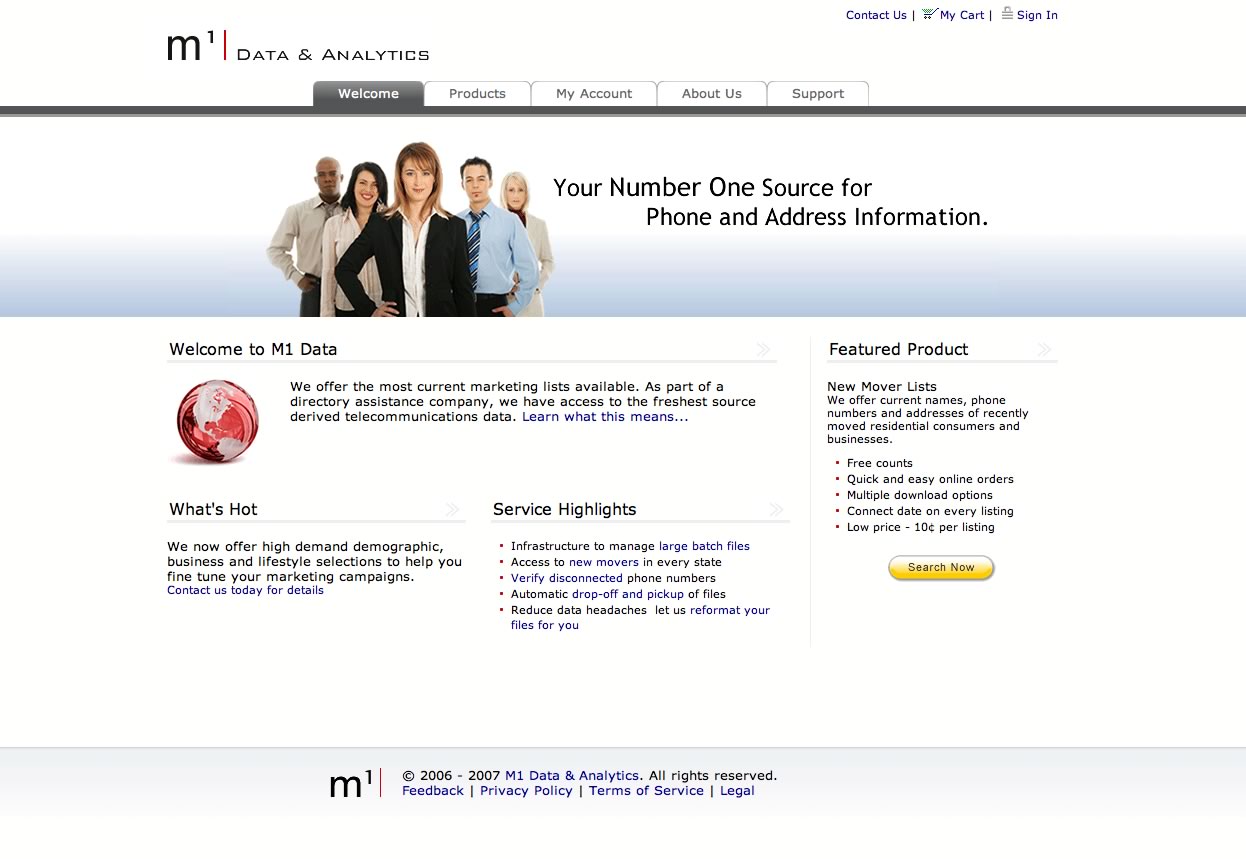 Contact Us | My Cart | Sign In
m1 | DATA & ANALYTICS
Welcome
Products
My Account
About Us
Support
Your Number One Source for
Phone and Address Information.
Welcome to M1 Data
We offer the most current marketing lists available. As part of a
directory assistance company, we have access to the freshest source
derived telecommunications data. Learn what this means...
What's Hot
We now offer high demand demographic,
business and lifestyle selections to help you
fine tune your marketing campaigns.
Contact us today for details
Service Highlights
Infrastructure to manage large batch files
Access to new movers in every state
Verify disconnected phone numbers
Automatic drop-off and pickup of files
Reduce data headaches  let us reformat your
files for you
Featured Product
New Mover Lists
We offer current names, phone
numbers and addresses of recently
moved residential consumers and
businesses.
Free counts
Quick and easy online orders
Multiple download options
Connect date on every listing
Low price - 10¢ per listing
Search Now
m1
© 2006 - 2007 M1 Data & Analytics. All rights reserved.
Feedback | Privacy Policy | Terms of Service | Legal